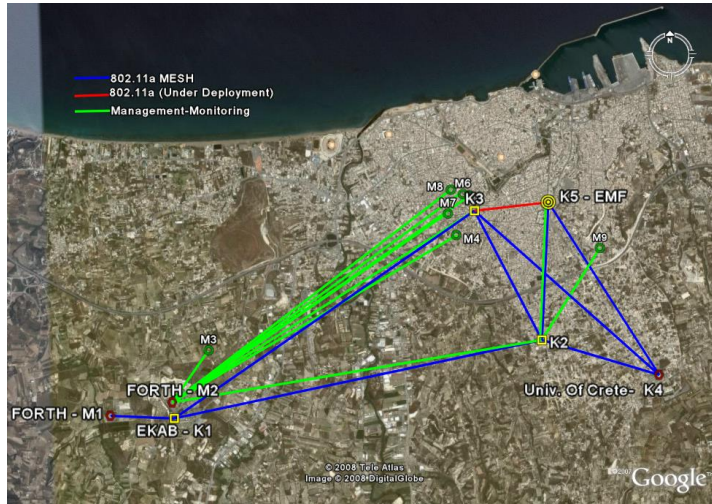 N
802.11a MESH
802.11a (Under Deployment)
Management-Monitoring
M8
M6
M7
K3
K5 - EMF
M4
M9
M3
K2
FORTH - M2
Univ. Of Crete- K4
FORTH - M1
EKAB - K1
© 2008 Tele Atlas
Image © 2008 DigitalGlobe
Google